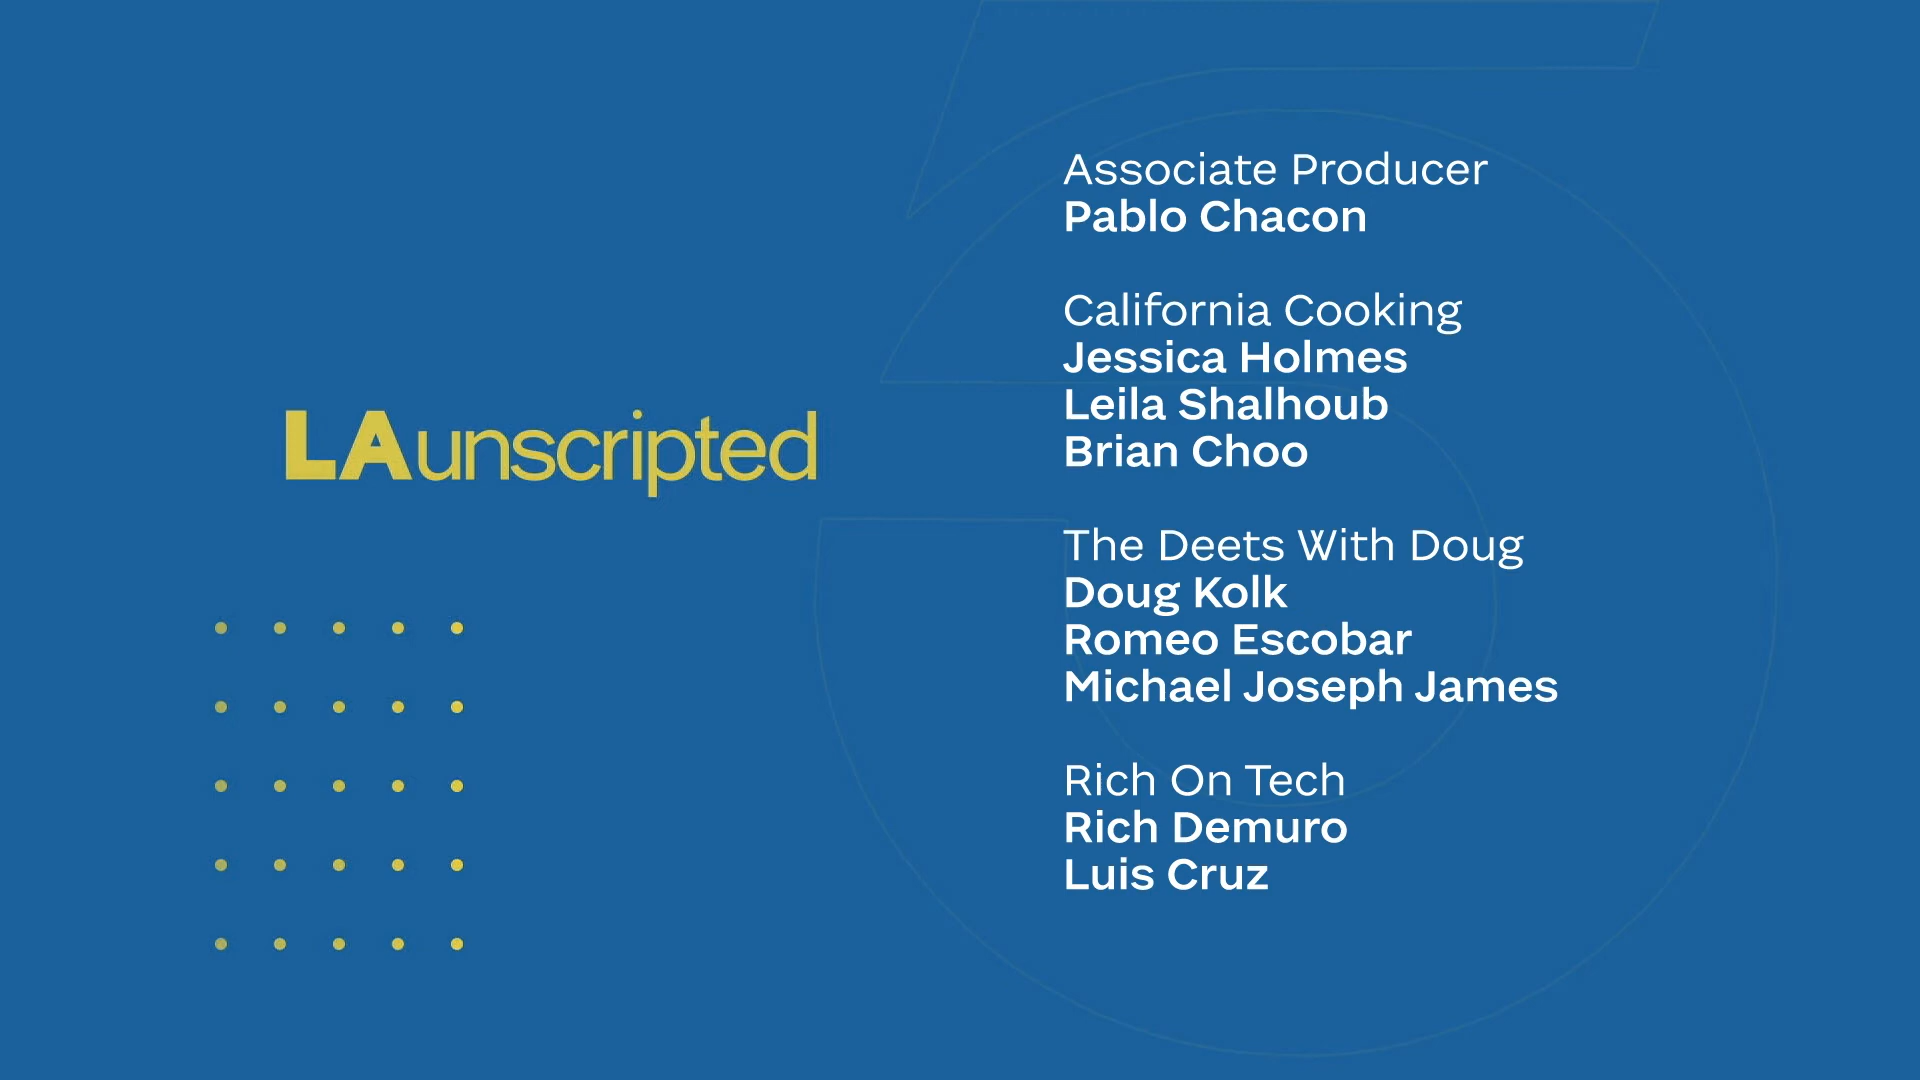 LAunscripted
Associate Producer
Pablo Chacon
California Cooking
Jessica Holmes
Leila Shalhoub
Brian Choo
The Deets With Doug
Doug Kolk
Romeo Escobar
Michael Joseph James
Rich On Tech
Rich Demuro
Luis Cruz